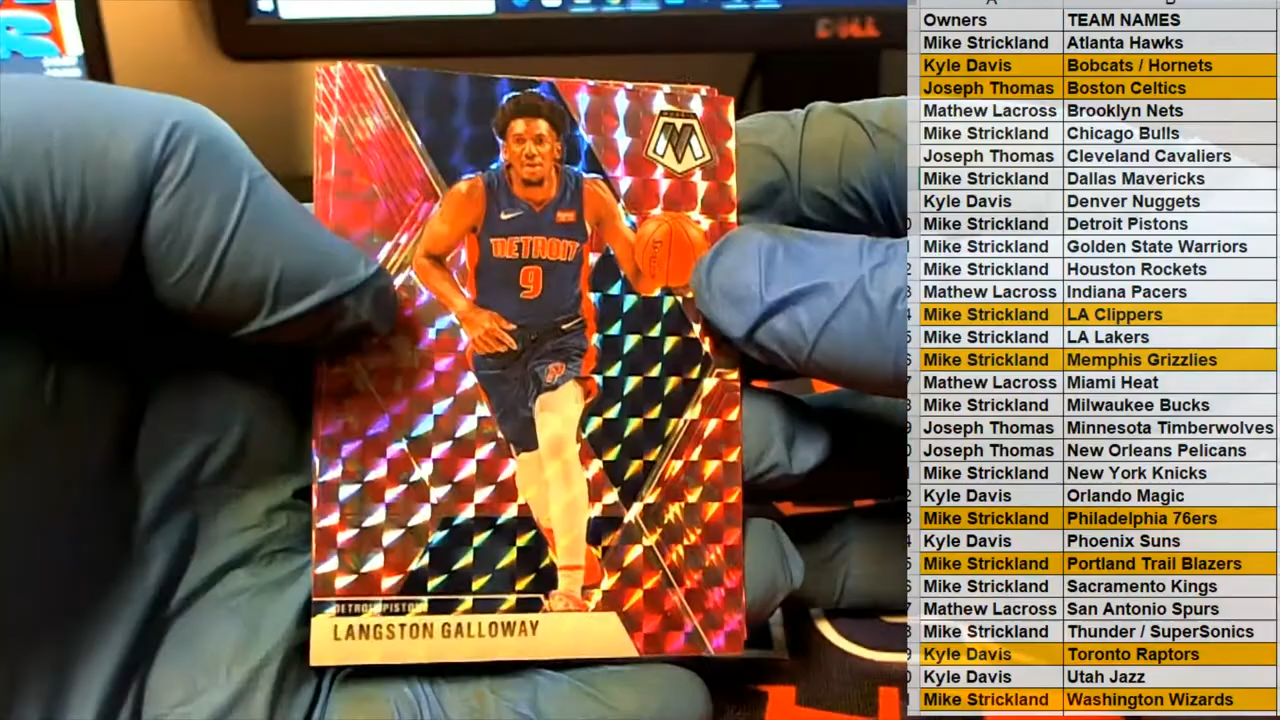 DELL
DETROIT
9
DETROIT PISTONS
LANGSTON GALLOWAY
Owners TEAM NAMES
Mike Strickland Atlanta Hawks
Kyle Davis Bobcats / Hornets
Joseph Thomas Boston Celtics
Mathew Lacross Brooklyn Nets
Mike Strickland Chicago Bulls
Joseph Thomas Cleveland Cavaliers
Mike Strickland Dallas Mavericks
Kyle Davis Denver Nuggets
Mike Strickland Detroit Pistons
Mike Strickland Golden State Warriors
Mike Strickland Houston Rockets
Mathew Lacross Indiana Pacers
Mike Strickland LA Clippers
Mike Strickland LA Lakers
Mike Strickland Memphis Grizzlies
Mathew Lacross Miami Heat
Mike Strickland Milwaukee Bucks
Joseph Thomas Minnesota Timberwolves
Joseph Thomas New Orleans Pelicans
Mike Strickland New York Knicks
Kyle Davis Orlando Magic
Mike Strickland Philadelphia 76ers
Kyle Davis Phoenix Suns
Mike Strickland Portland Trail Blazers
Mike Strickland Sacramento Kings
Mathew Lacross San Antonio Spurs
Mike Strickland Thunder / SuperSonics
Kyle Davis Toronto Raptors
Kyle Davis Utah Jazz
Mike Strickland Washington Wizards